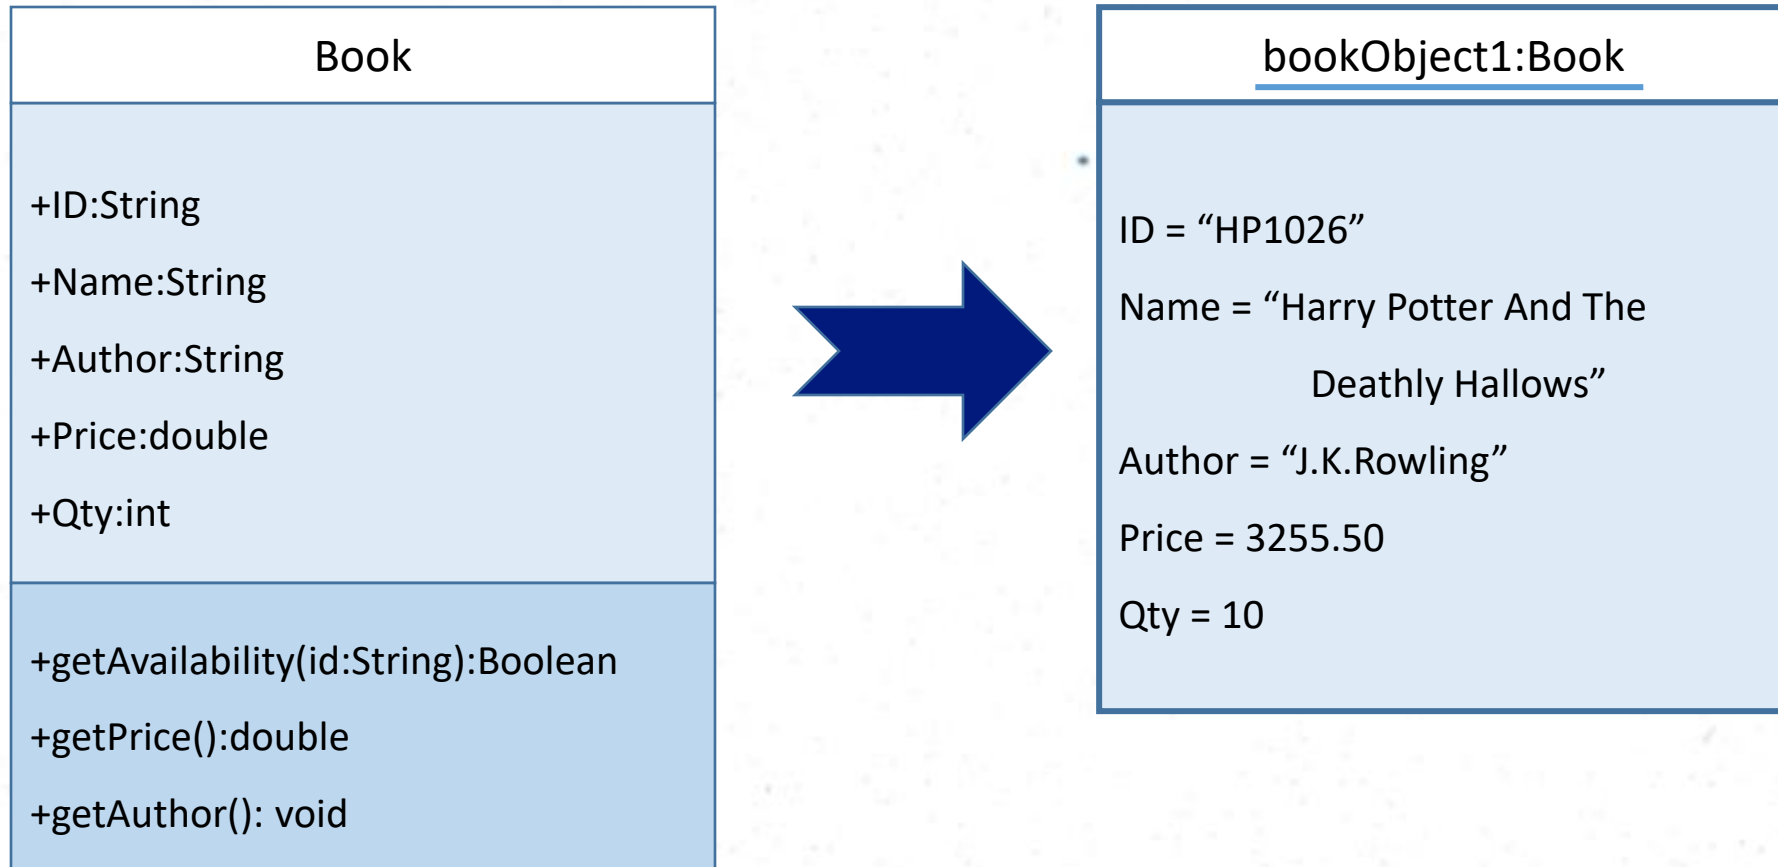 Book
+ID:String
+Name:String
+Author:String
+Price:double
+Qty:int
+getAvailability(id:String):Boolean
+getPrice():double
+getAuthor(): void
bookObject1:Book
ID = “HP1026”
Name = “Harry Potter And The
Deathly Hallows”
Author = “J.K.Rowling”
Price = 3255.50
Qty = 10